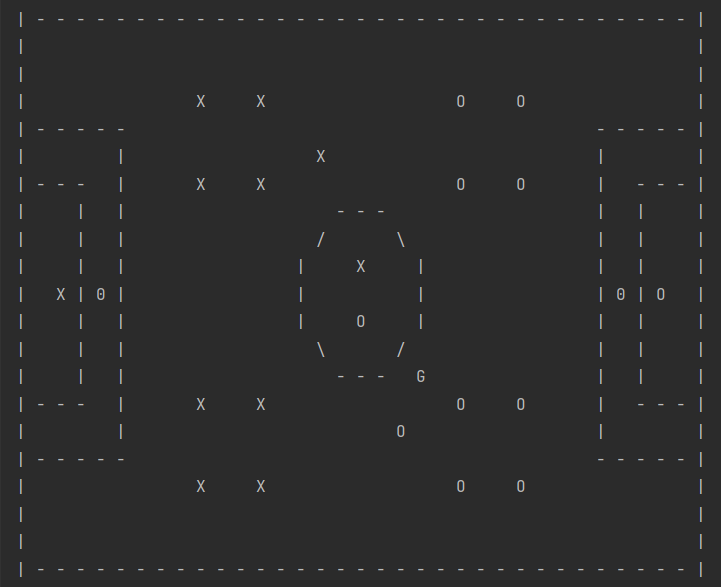 | - - - - - - - - - - - - - - - - - - - - - - - - - - - - - - - - - |
|                                                                   |
|                                                                   |
|                 X     X                   O     O                 |
| - - - - -                                               - - - - - |
|         |                   X                           |         |
| - - -   |       X     X                   O     O       |   - - - |
|     |   |                     - - -                     |   |     |
|     |   |                   /       \                   |   |     |
|     |   |                 |     X     |                 |   |     |
|   X | 0 |                 |           |                 | 0 | O   |
|     |   |                 |     O     |                 |   |     |
|     |   |                   \       /                   |   |     |
|     |   |                     - - -   G                 |   |     |
| - - -   |       X     X                   O     O       |   - - - |
|         |                           O                   |         |
| - - - - -                                               - - - - - |
|                 X     X                   O     O                 |
|                                                                   |
|                                                                   |
| - - - - - - - - - - - - - - - - - - - - - - - - - - - - - - - - - |